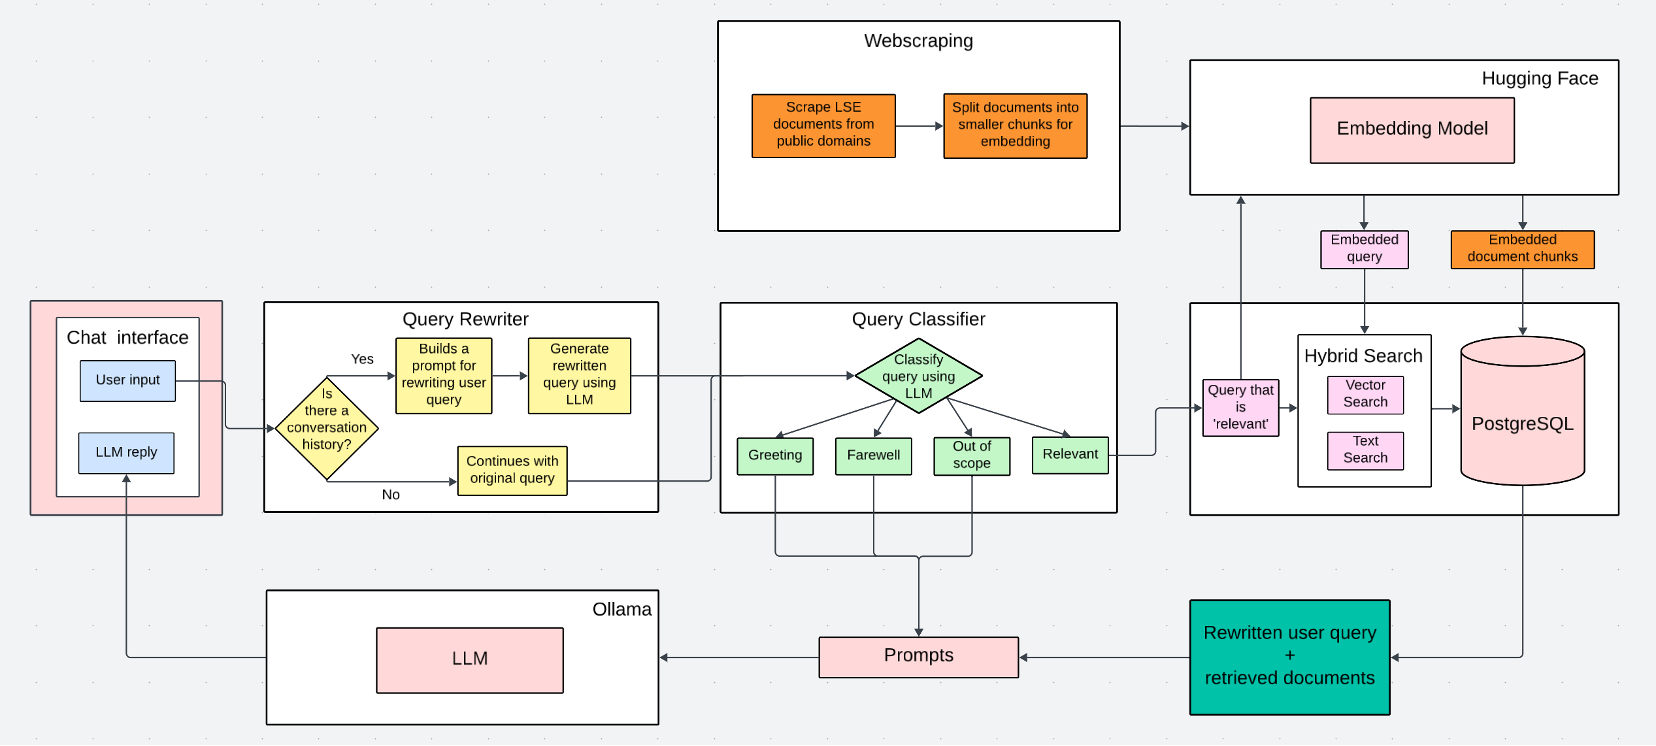 Webscraping
Scrape LSE
documents from
public domains
Split documents into
smaller chunks for
embedding
Hugging Face
Embedding Model
Embedded
query
Embedded
document chunks
Chat  interface
User input
LLM reply
Query Rewriter
Is
there a
conversation
history?
Yes
No
Builds a
prompt for
rewriting user
query
Generate
rewritten
query using
LLM
Continues with
original query
Query Classifier
Classify
query using
LLM
Greeting
Farewell
Out of
scope
Relevant
Query that
is
'relevant'
Hybrid Search
Vector
Search
Text
Search
PostgreSQL
Ollama
LLM
Prompts
Rewritten user query
+
retrieved documents